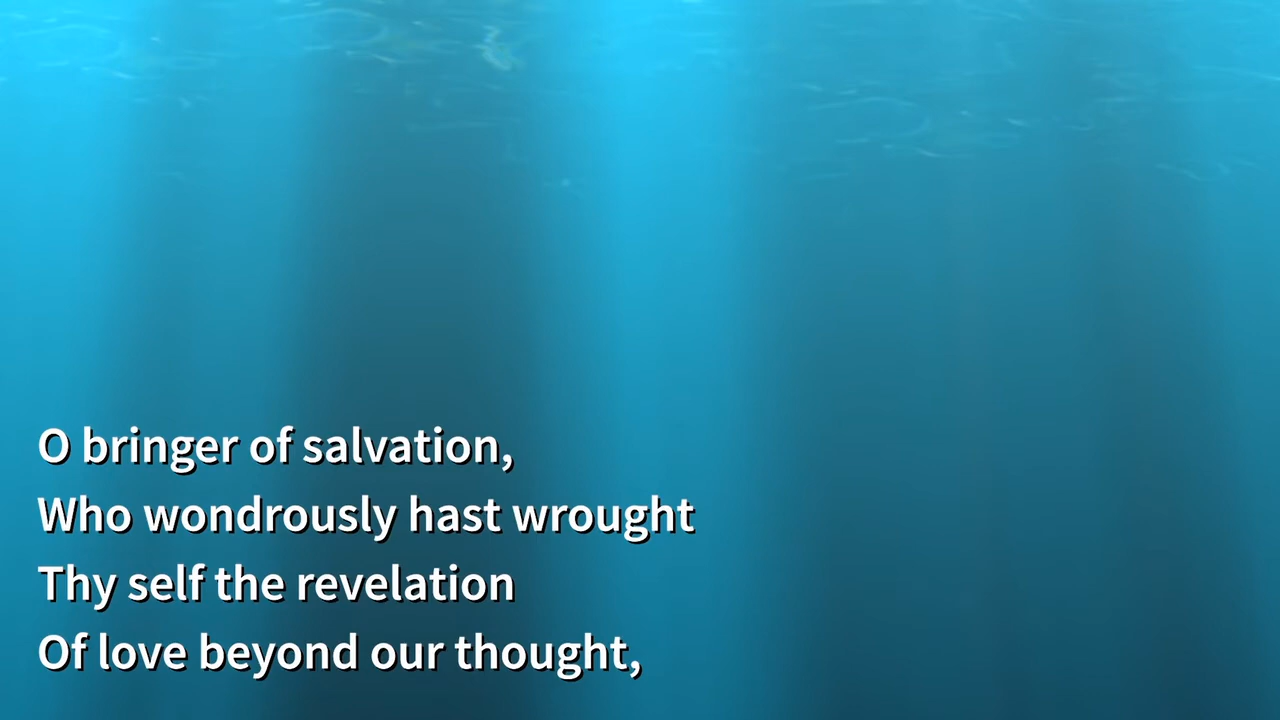 O bringer of salvation,
Who wondrously hast wrought
Thy self the revelation
Of love beyond our thought,